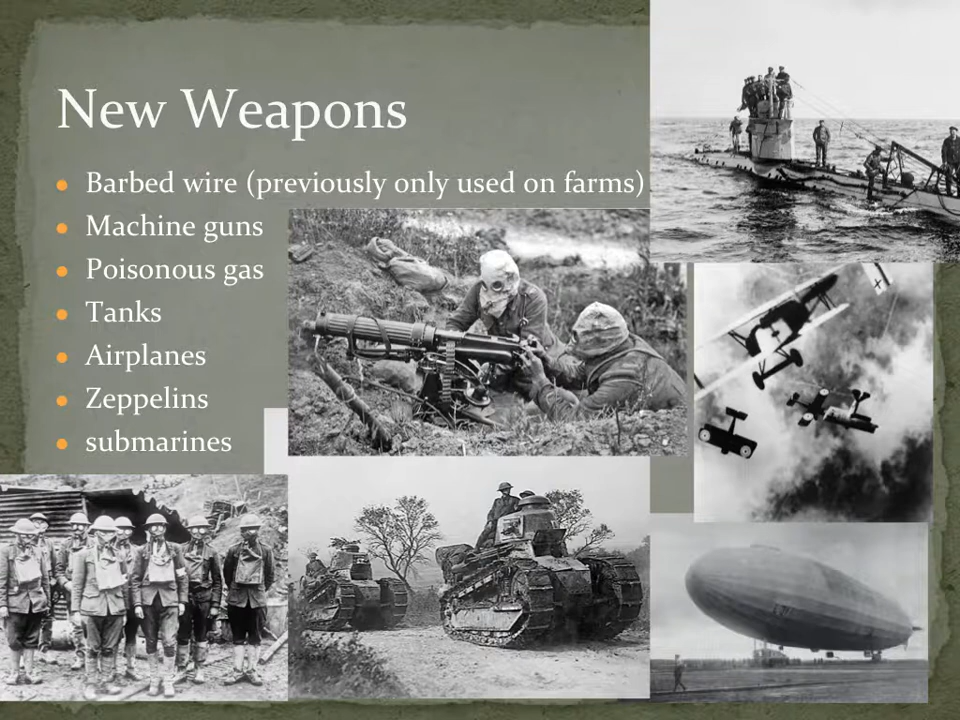 New Weapons
Barbed wire (previously only used on farms)
Machine guns
Poisonous gas
Tanks
Airplanes
Zeppelins
submarines